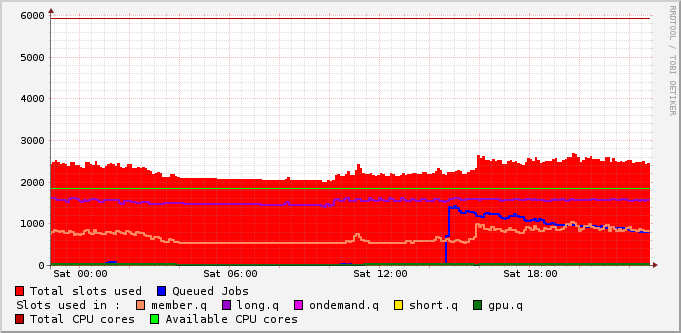 6000
5000
4000
3000
2000
1000
0
Sat 00:00 Sat 06:00 Sat 12:00 Sat 18:00
Total slots used Queued Jobs
Slots used in : member.q long.q ondemand.q short.q gpu.q
Total CPU cores Available CPU cores
RRDTOOL / TOBI OETIKER